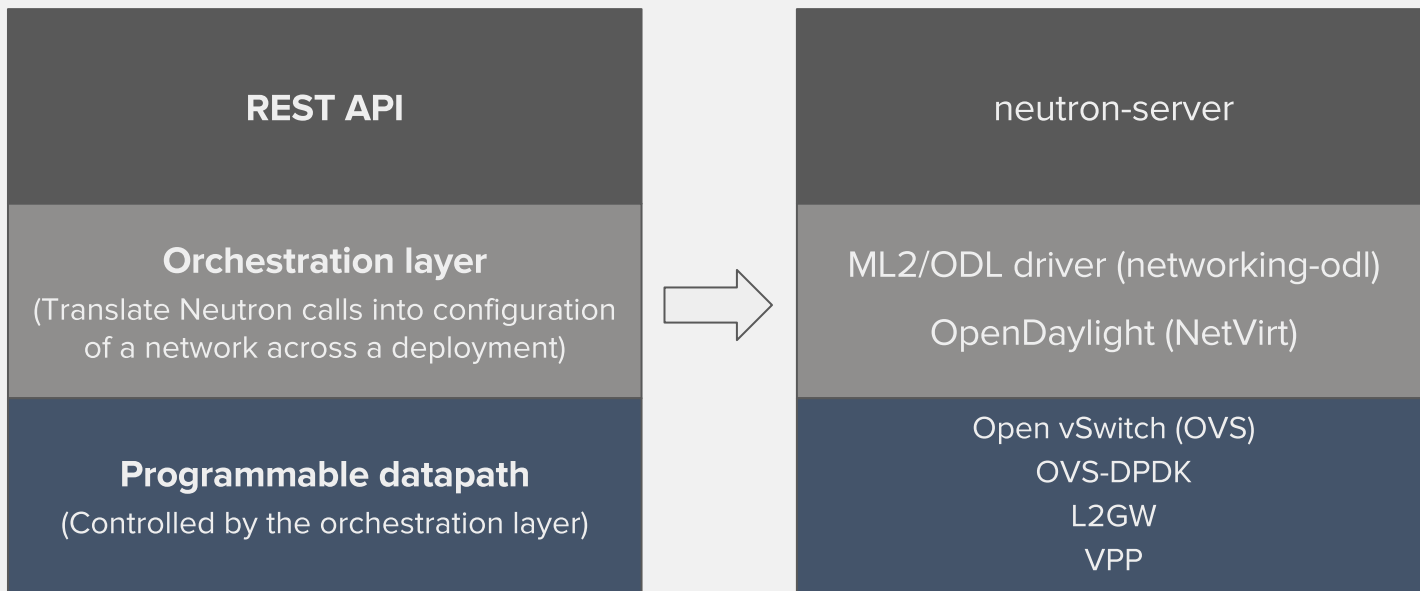 REST API
Orchestration layer
(Translate Neutron calls into configuration
of a network across a deployment)
Programmable datapath
(Controlled by the orchestration layer)
neutron-server
ML2/ODL driver (networking-odl)
OpenDaylight (NetVirt)
Open vSwitch (OVS)
OVS-DPDK
L2GW
VPP